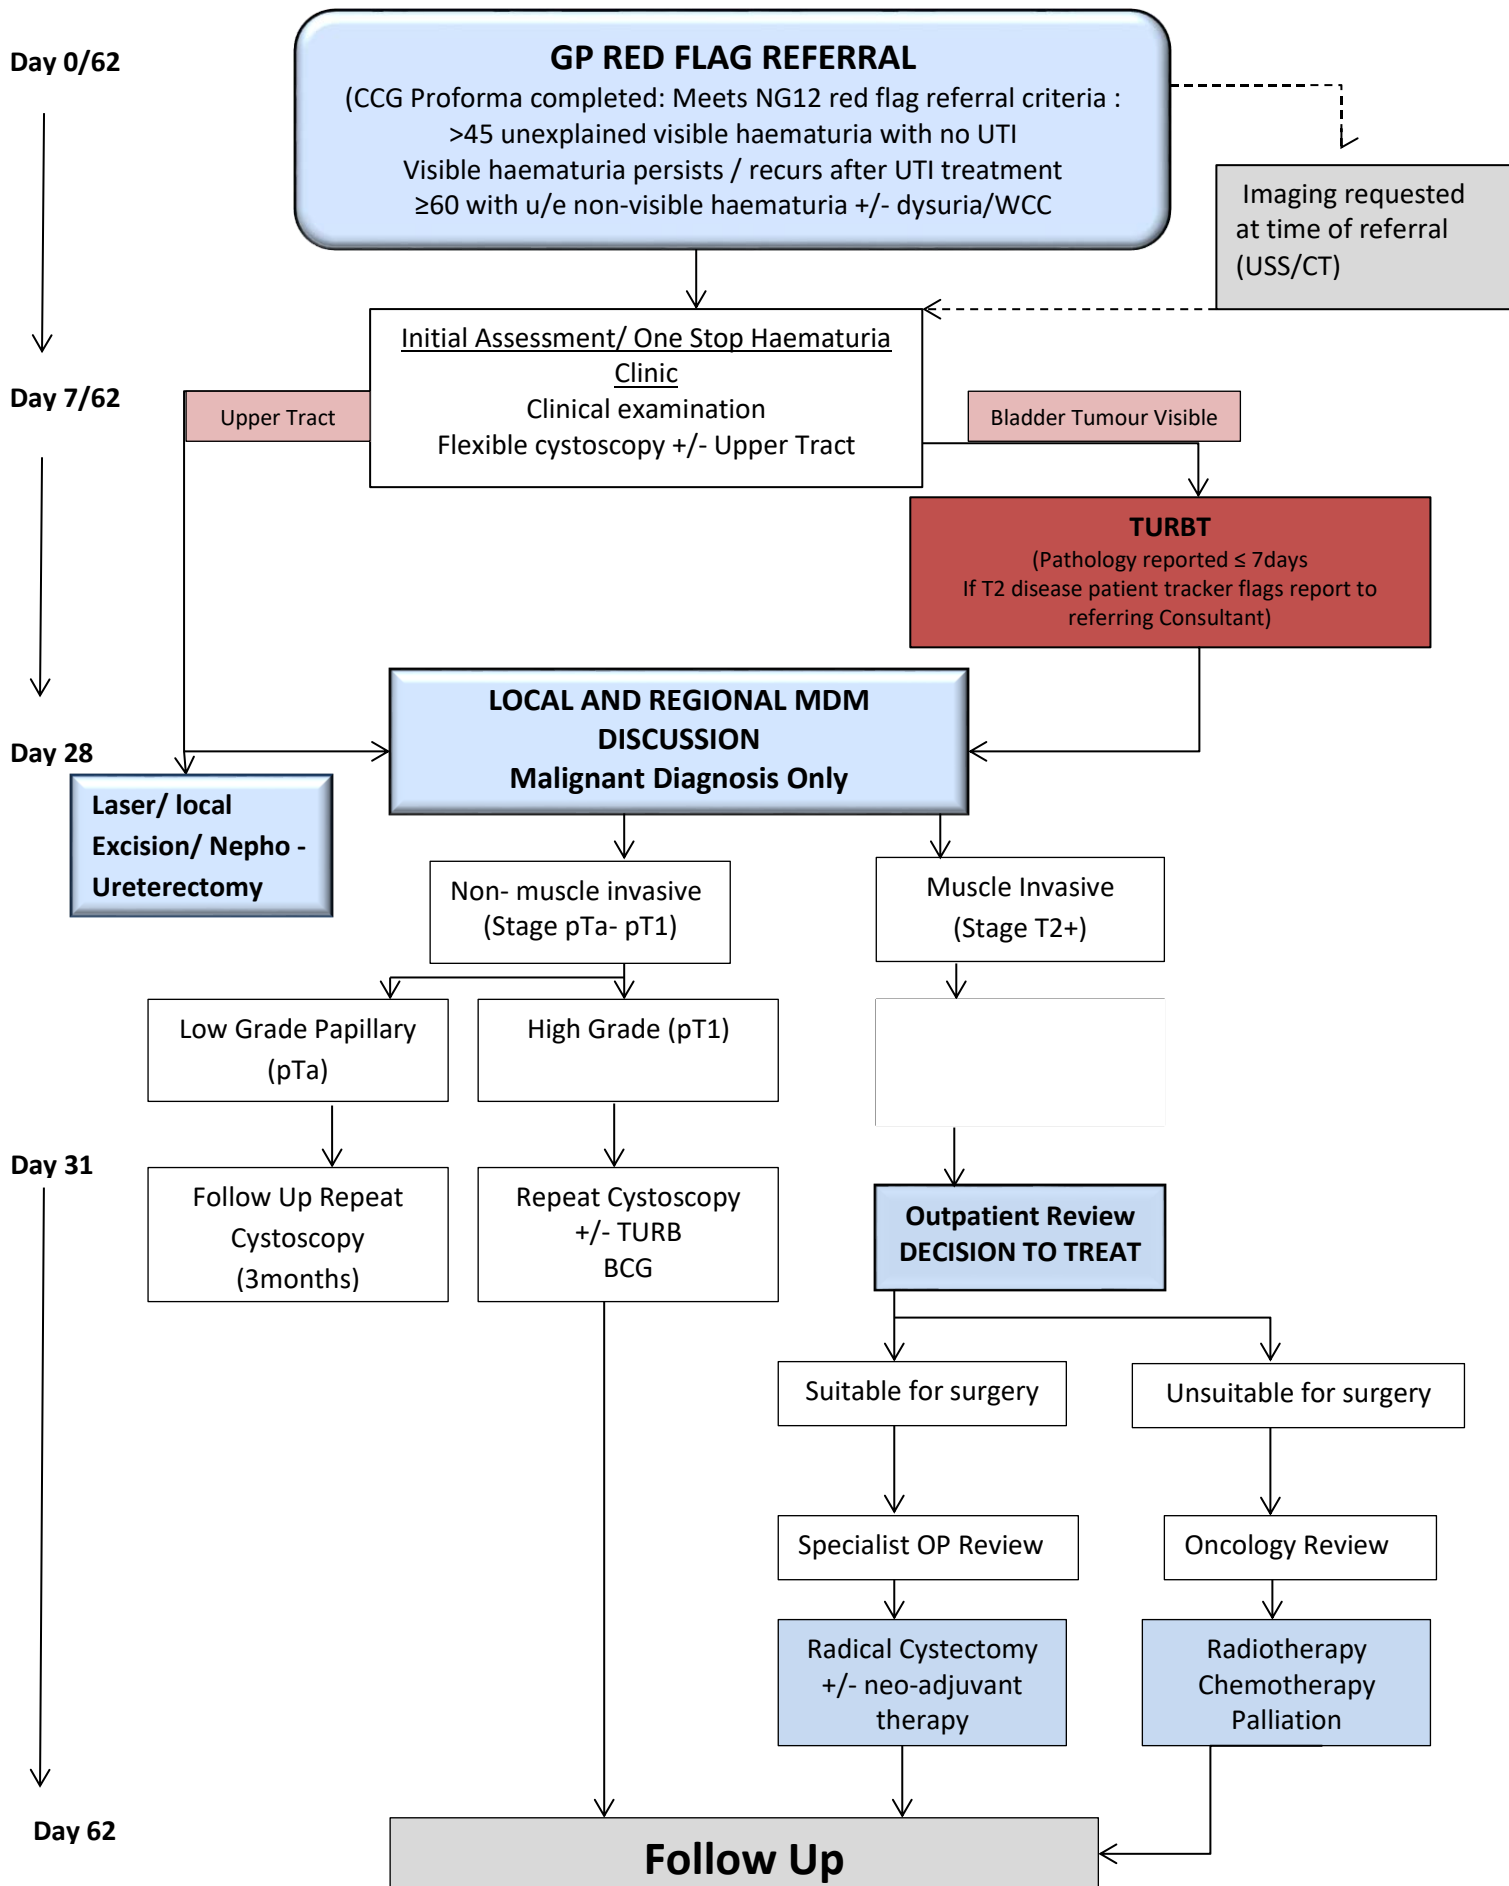 Day 0/62
GP RED FLAG REFERRAL
(CCG Proforma completed: Meets NG12 red flag referral criteria :
>45 unexplained visible haematuria with no UTI
Visible haematuria persists / recurs after UTI treatment
≥60 with u/e non-visible haematuria +/- dysuria/WCC
Imaging requested
at time of referral
(USS/CT)
Initial Assessment/ One Stop Haematuria
Clinic
Clinical examination
Flexible cystoscopy +/- Upper Tract
Day 7/62
Upper Tract
Bladder Tumour Visible
TURBT
(Pathology reported ≤ 7days
If T2 disease patient tracker flags report to
referring Consultant)
LOCAL AND REGIONAL MDM
DISCUSSION
Malignant Diagnosis Only
Day 28
Laser/ local
Excision/ Nepho -
Ureterectomy
Non- muscle invasive
(Stage pTa- pT1)
Muscle Invasive
(Stage T2+)
Low Grade Papillary
(pTa)
High Grade (pT1)
Day 31
Follow Up Repeat
Cystoscopy
(3months)
Repeat Cystoscopy
+/- TURB
BCG
Outpatient Review
DECISION TO TREAT
Suitable for surgery
Unsuitable for surgery
Specialist OP Review
Oncology Review
Radical Cystectomy
+/- neo-adjuvant
therapy
Radiotherapy
Chemotherapy
Palliation
Day 62
Follow Up